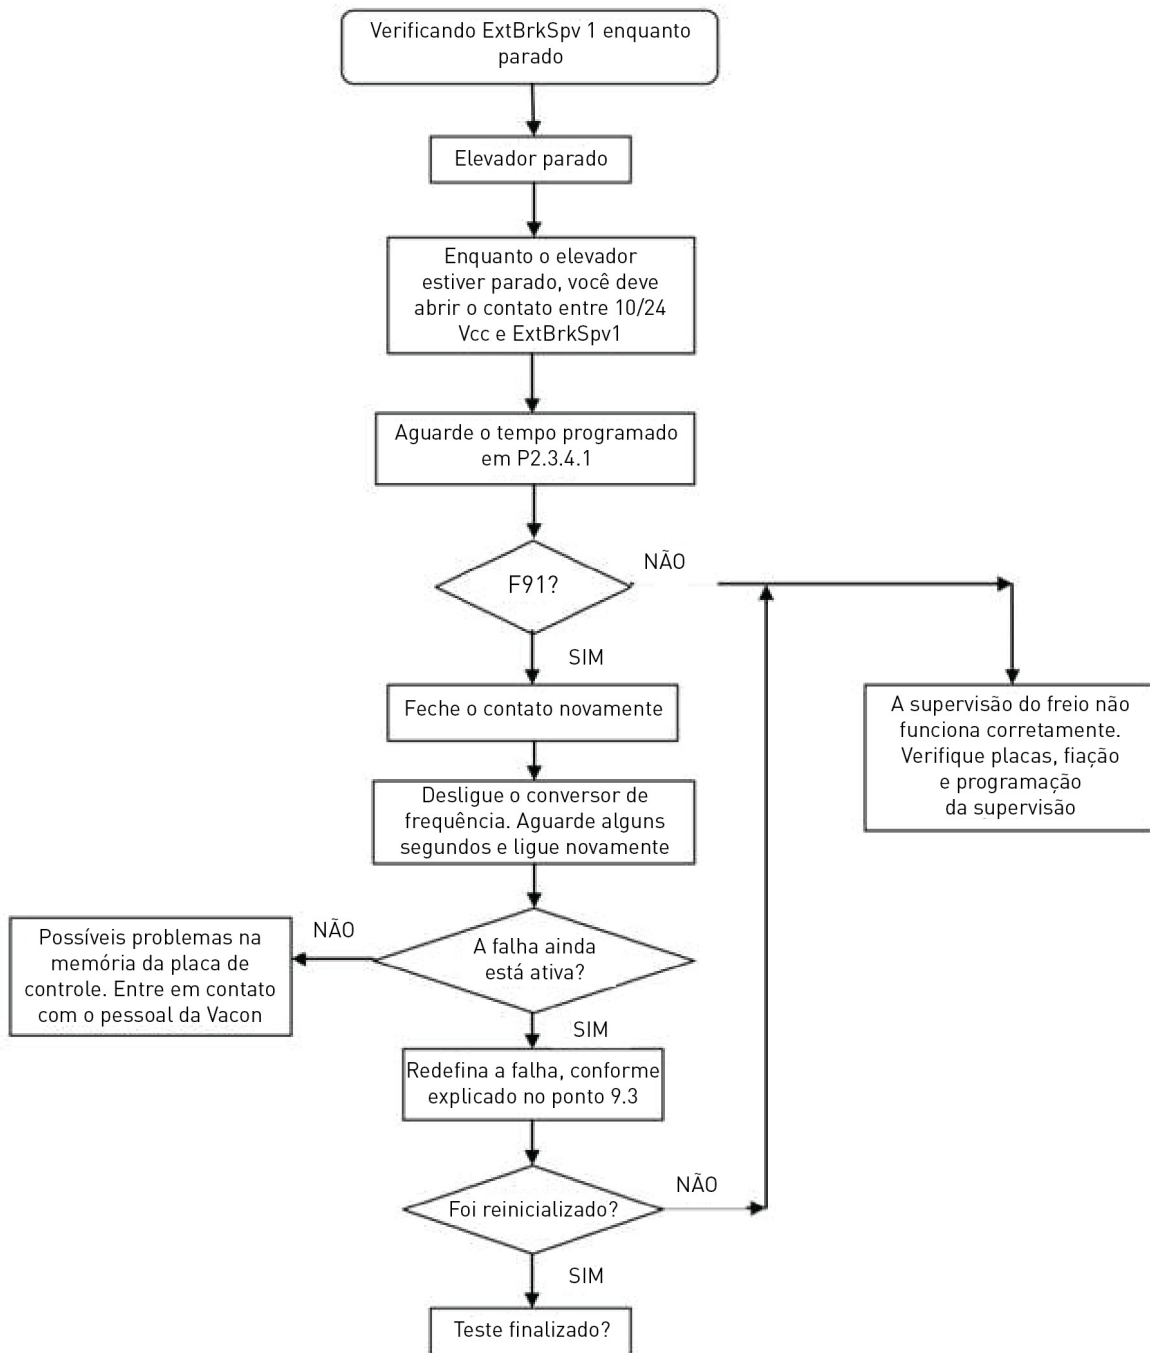 Verificando ExtBrkSpv 1 enquanto
parado
Elevador parado
Enquanto o elevador
estiver parado, você deve
abrir o contato entre 10/24
Vcc e ExtBrkSpv1
Aguarde o tempo programado
em P2.3.4.1
F91?
NÃO
SIM
Feche o contato novamente
A supervisão do freio não
funciona corretamente.
Verifique placas, fiação
e programação
da supervisão
Desligue o conversor de
frequência. Aguarde alguns
segundos e ligue novamente
A falha ainda
está ativa?
NÃO
Possíveis problemas na
memória da placa de
controle. Entre em contato
com o pessoal da Vacon
SIM
Redefina a falha, conforme
explicado no ponto 9.3
Foi reinicializado?
NÃO
SIM
Teste finalizado?